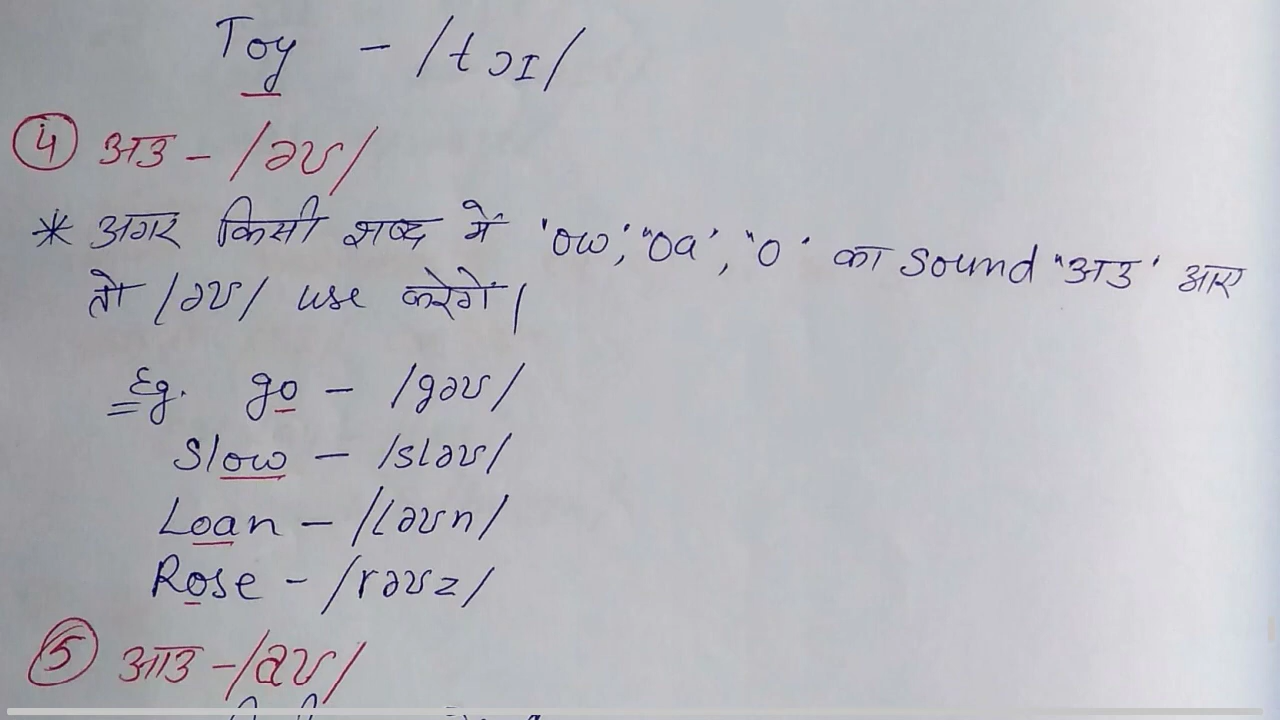 Toy - /tɔɪ/
④ अउ - /əʊ/
* अगर किसी शब्द में 'ow', "oa', "o' का sound "अउ' आए
तो /əʊ/ use करेगें।
Eg. go - /gəʊ/
Slow - /sləʊ/
Loan - /ləʊn/
Rose - /rəʊz/
⑤ आउ - /aʊ/